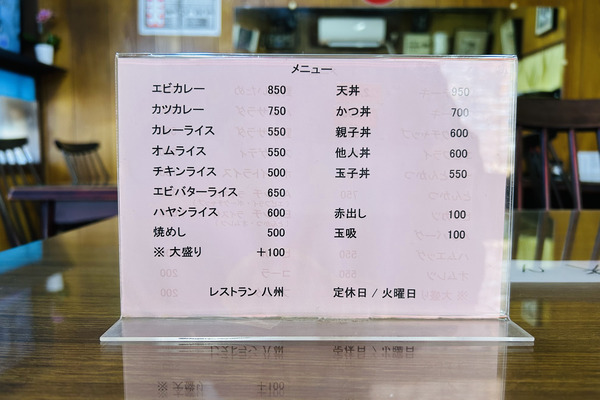 メニュー
エビカレー 850
カツカレー 750
カレーライス 550
オムライス 550
チキンライス 500
エビバターライス 650
ハヤシライス 600
焼めし 500
※ 大盛り ＋100
天丼 950
かつ丼 700
親子丼 600
他人丼 600
玉子丼 550
赤出し 100
玉吸 100
レストラン 八州 定休日 / 火曜日